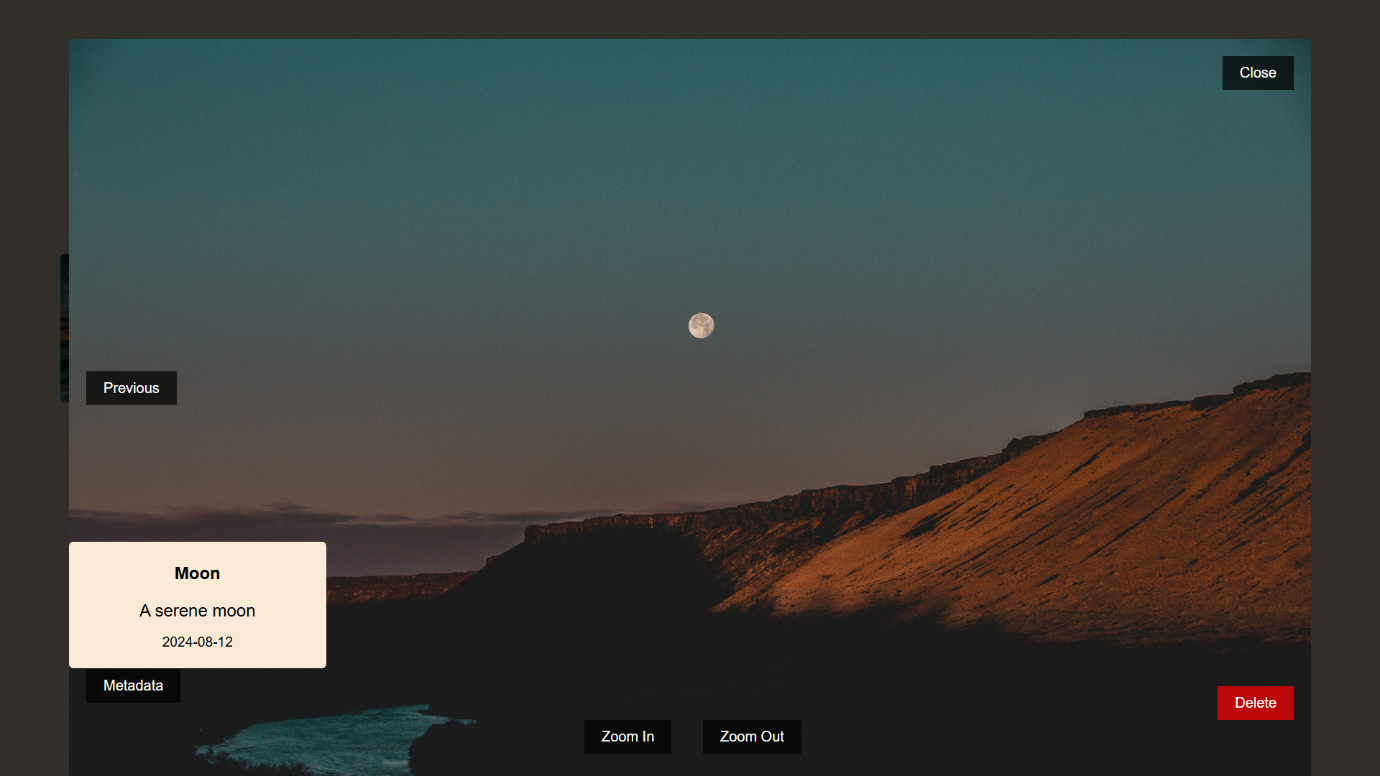 Close
Previous
Moon
A serene moon
2024-08-12
Metadata
Delete
Zoom In
Zoom Out